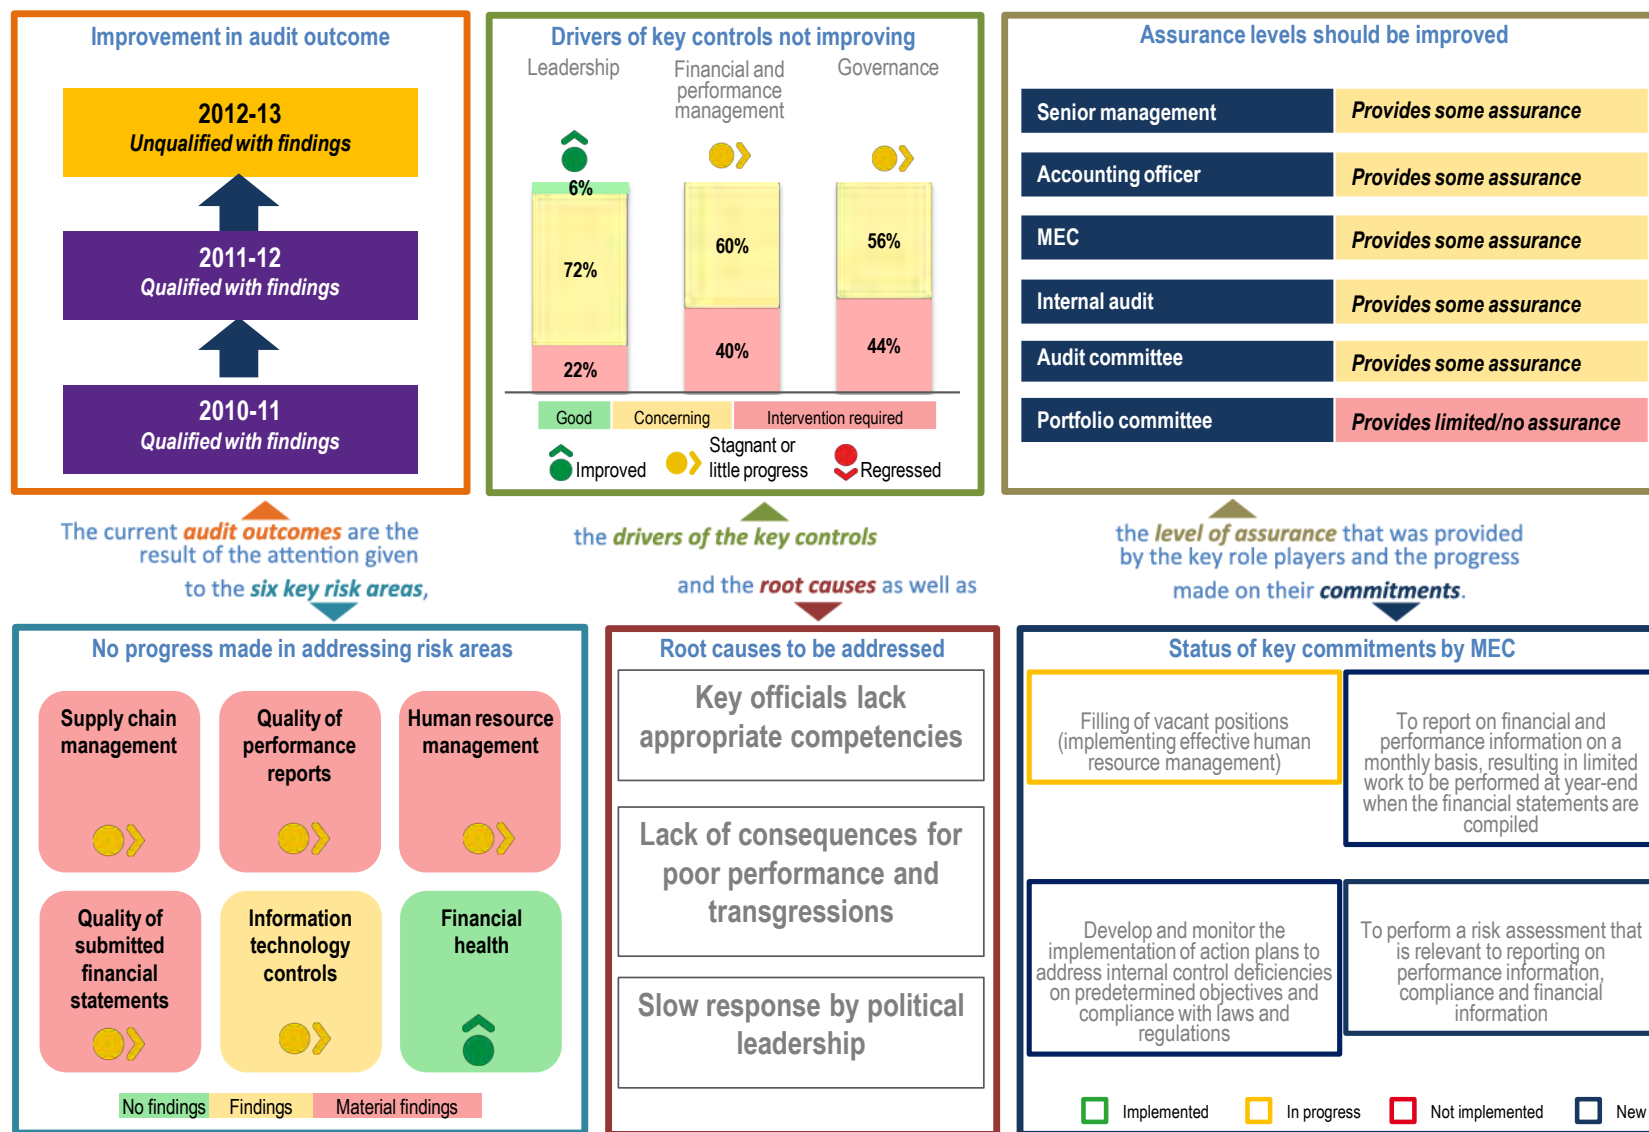 Improvement in audit outcome
2012-13
Unqualified with findings
2011-12
Qualified with findings
2010-11
Qualified with findings
Drivers of key controls not improving
Leadership
Financial and
performance
management
Governance
6%
72%
22%
60%
40%
56%
44%
Good
Concerning
Intervention required
Improved
Stagnant or
little progress
Regressed
Assurance levels should be improved
Senior management
Provides some assurance
Accounting officer
Provides some assurance
MEC
Provides some assurance
Internal audit
Provides some assurance
Audit committee
Provides some assurance
Portfolio committee
Provides limited/no assurance
The current audit outcomes are the
result of the attention given
to the six key risk areas,
the drivers of the key controls
and the root causes as well as
the level of assurance that was provided
by the key role players and the progress
made on their commitments.
No progress made in addressing risk areas
Supply chain
management
Quality of
performance
reports
Human resource
management
Quality of
submitted
financial
statements
Information
technology
controls
Financial
health
No findings
Findings
Material findings
Root causes to be addressed
Key officials lack
appropriate competencies
Lack of consequences for
poor performance and
transgressions
Slow response by political
leadership
Status of key commitments by MEC
Filling of vacant positions
(implementing effective human
resource management)
To report on financial and
performance information on a
monthly basis, resulting in limited
work to be performed at year-end
when the financial statements are
compiled
Develop and monitor the
implementation of action plans to
address internal control deficiencies
on predetermined objectives and
compliance with laws and
regulations
To perform a risk assessment that
is relevant to reporting on
performance information,
compliance and financial
information
Implemented
In progress
Not implemented
New